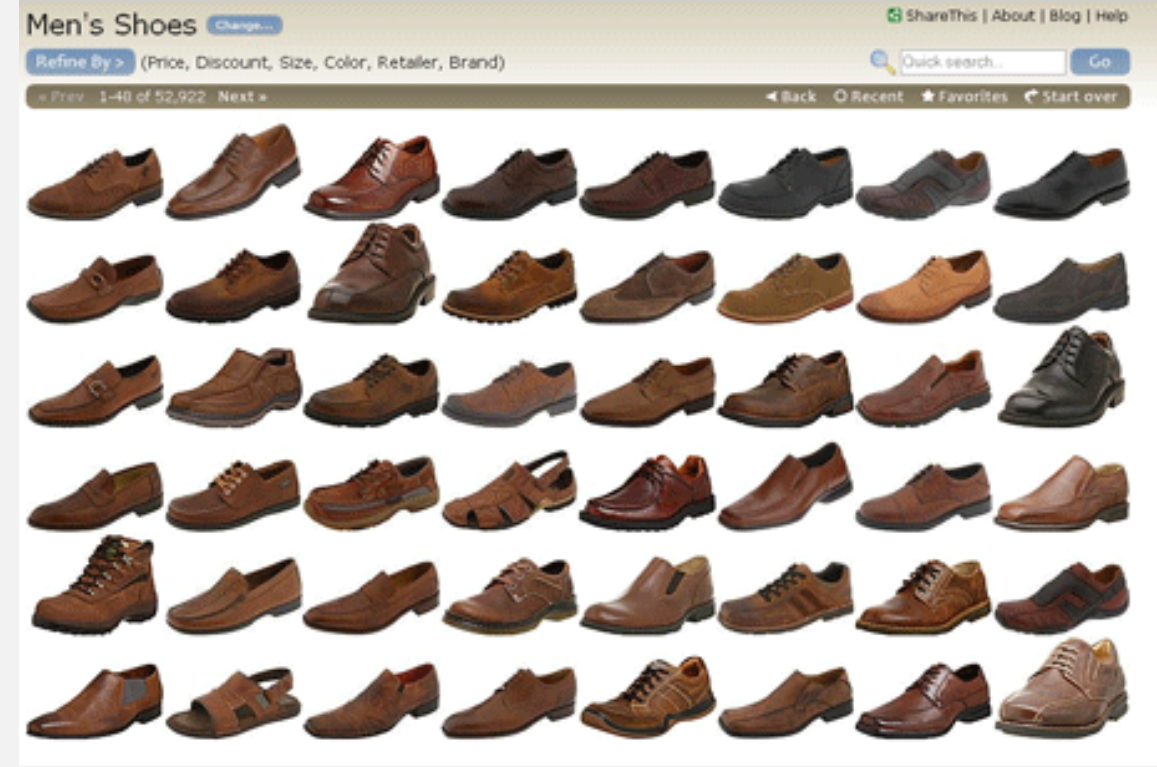 Men's Shoes Change...
ShareThis | About | Blog | Help
Refine By > (Price, Discount, Size, Color, Retailer, Brand)
Quick search... Go
« Prev 1-48 of 52,922 Next »
Back Recent Favorites Start over